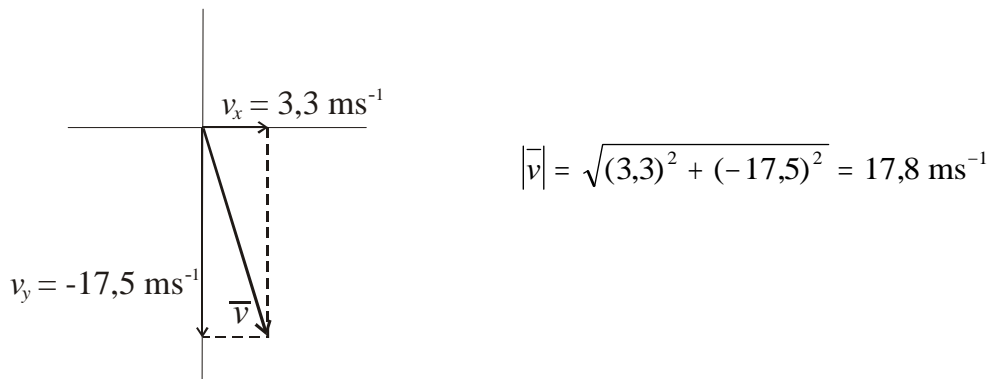 vₓ = 3,3 ms⁻¹
|v̅| = √(3,3)² + (−17,5)² = 17,8 ms⁻¹
v_y = -17,5 ms⁻¹
v̅